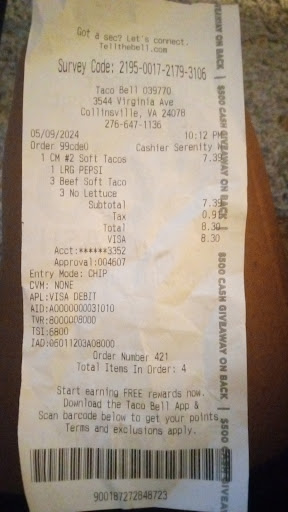 Got a sec? Let's connect.
Tellthebell.com
Survey Code: 2195-0017-2179-3106
Taco Bell 039770
3544 Virginia Ave
Collinsville, VA 24078
276-647-1136
05/09/2024 10:12 PM
Order 99cde0 Cashier Serenity
1 CM #2 Soft Tacos 7.39
1 LRG PEPSI
3 Beef Soft Taco
3 No Lettuce
Subtotal 7.39
Tax 0.91
Total 8.30
VISA 8.30
Acct:******3352
Approval:004607
Entry Mode: CHIP
CVM: NONE
APL:VISA DEBIT
AID:A0000000031010
TVR:8000008000
TSI:6800
IAD:06011203A08000
Order Number 421
Total Items In Order: 4
Start earning FREE rewards now.
Download the Taco Bell App &
Scan barcode below to get your points
Terms and exclusions apply.
900187272848723
GIVEAWAY ON BACK
$500 CASH GIVEAWAY ON BACK
$500 CASH GIVEAWAY ON BACK
$500 CASH GIVEAWAY